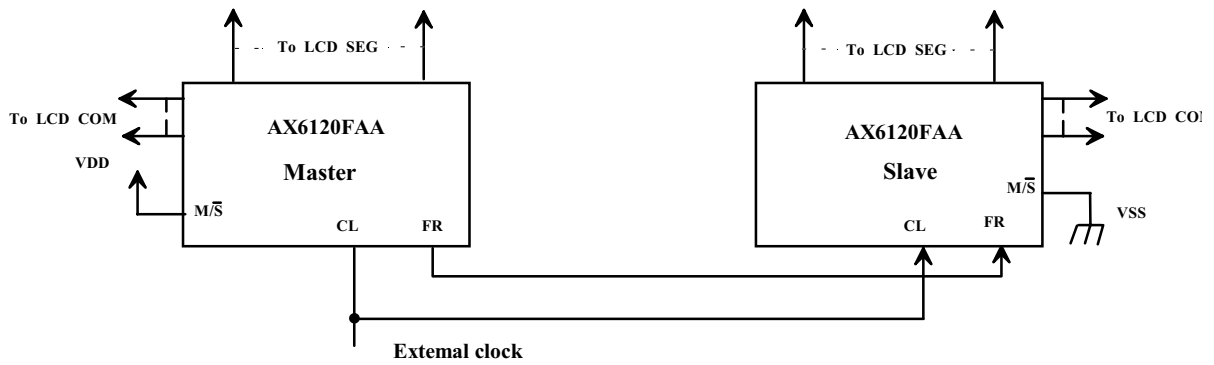 To LCD SEG
To LCD SEG
To LCD COM
AX6120FAA
Master
VDD
M/S̅
CL
FR
AX6120FAA
Slave
To LCD CO
M/S̅
VSS
CL
FR
Extemal clock